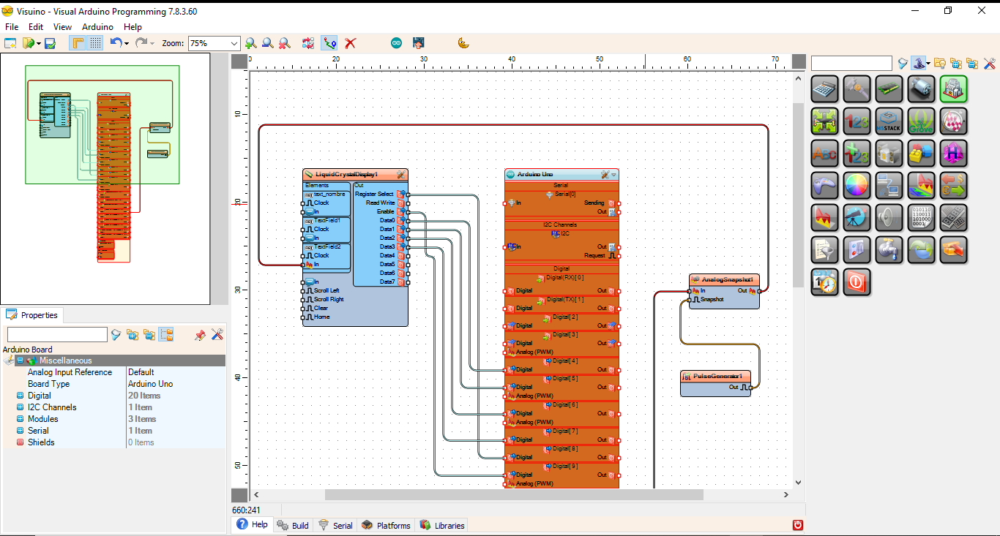 Visuino - Visual Arduino Programming 7.8.3.60
File Edit View Arduino Help
Zoom: 75%
0 20 30 40 50 60 70
10
20
30
40
50
LiquidCrystalDisplay1
Elements
text_nombre
Clock
In
TextField1
Clock
In
TextField2
Clock
In
In
Scroll Left
Scroll Right
Clear
Home
Out
Register Select
Read Write
Enable
Data0
Data1
Data2
Data3
Data4
Data5
Data6
Data7
Arduino Uno
Serial
Serial[0]
In Sending
Out
I2C Channels
I2C
In Out
Request
Digital
Digital(RX)[ 0 ]
Digital Out
Digital(TX)[ 1 ]
Digital Out
Digital[ 2 ]
Digital Out
Digital[ 3 ]
Digital Out
Analog (PWM)
Digital[ 4 ]
Digital Out
Digital[ 5 ]
Digital Out
Analog (PWM)
Digital[ 6 ]
Digital Out
Analog (PWM)
Digital[ 7 ]
Digital Out
Digital[ 8 ]
Digital Out
Digital[ 9 ]
Digital Out
Analog (PWM)
AnalogSnapshot1
In Out
Snapshot
PulseGenerator1
Out
123
M5STACK
Grove
ABC
123
H
Properties
Arduino Board
Miscellaneous
Analog Input Reference Default
Board Type Arduino Uno
Digital 20 Items
I2C Channels 1 Item
Modules 3 Items
Serial 1 Item
Shields 0 Items
660:241
Help Build Serial Platforms Libraries